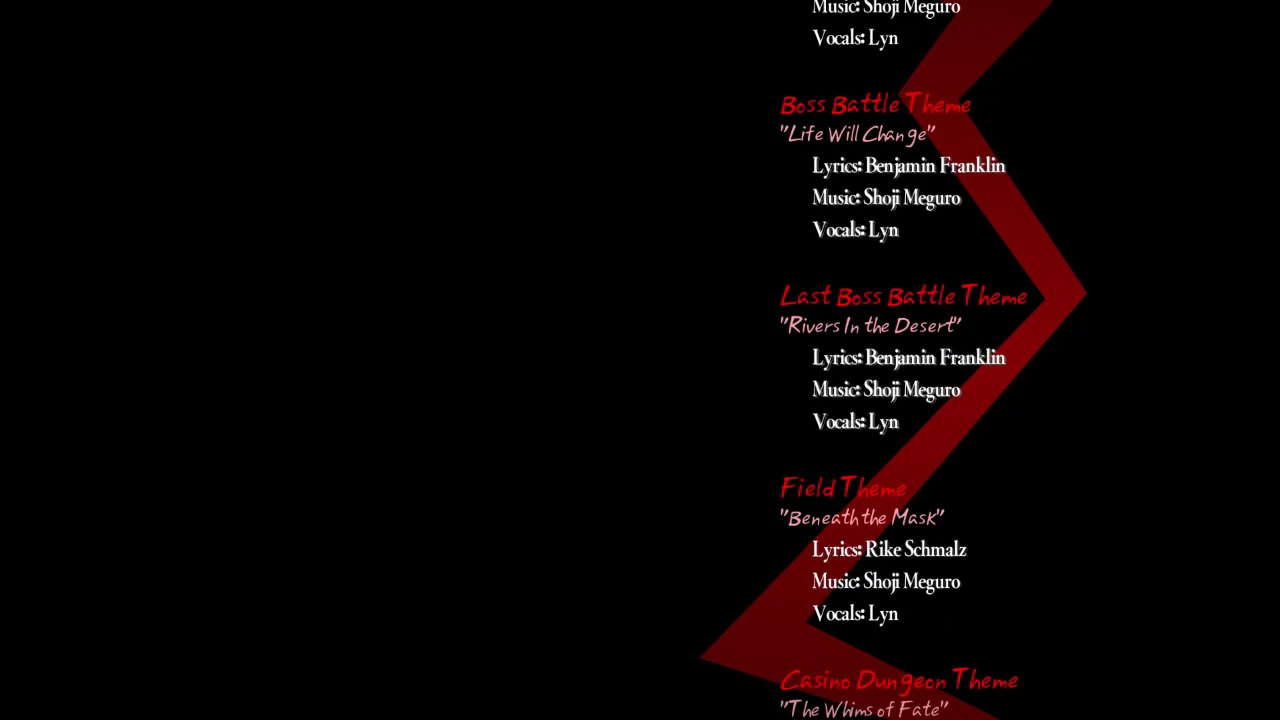 Music: Shoji Meguro
Vocals: Lyn
Boss Battle Theme
"Life Will Change"
Lyrics: Benjamin Franklin
Music: Shoji Meguro
Vocals: Lyn
Last Boss Battle Theme
"Rivers In the Desert"
Lyrics: Benjamin Franklin
Music: Shoji Meguro
Vocals: Lyn
Field Theme
"Beneath the Mask"
Lyrics: Rike Schmalz
Music: Shoji Meguro
Vocals: Lyn
Casino Dungeon Theme
"The Whims of Fate"